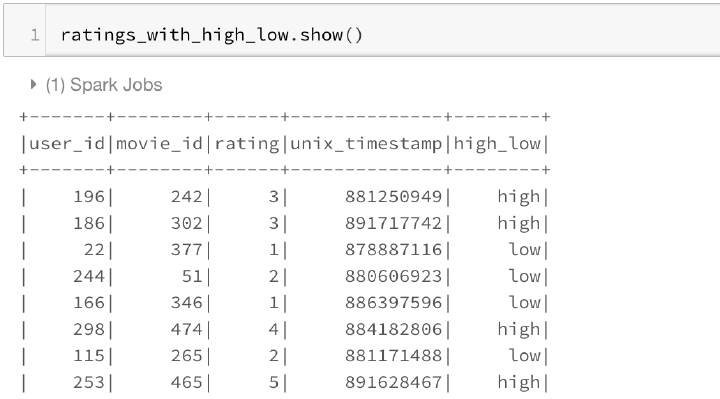 1 ratings_with_high_low.show()
(1) Spark Jobs
+-------+--------+------+--------------+--------+
|user_id|movie_id|rating|unix_timestamp|high_low|
+-------+--------+------+--------------+--------+
|    196|     242|     3|     881250949|    high|
|    186|     302|     3|     891717742|    high|
|     22|     377|     1|     878887116|     low|
|    244|      51|     2|     880606923|     low|
|    166|     346|     1|     886397596|     low|
|    298|     474|     4|     884182806|    high|
|    115|     265|     2|     881171488|     low|
|    253|     465|     5|     891628467|    high|